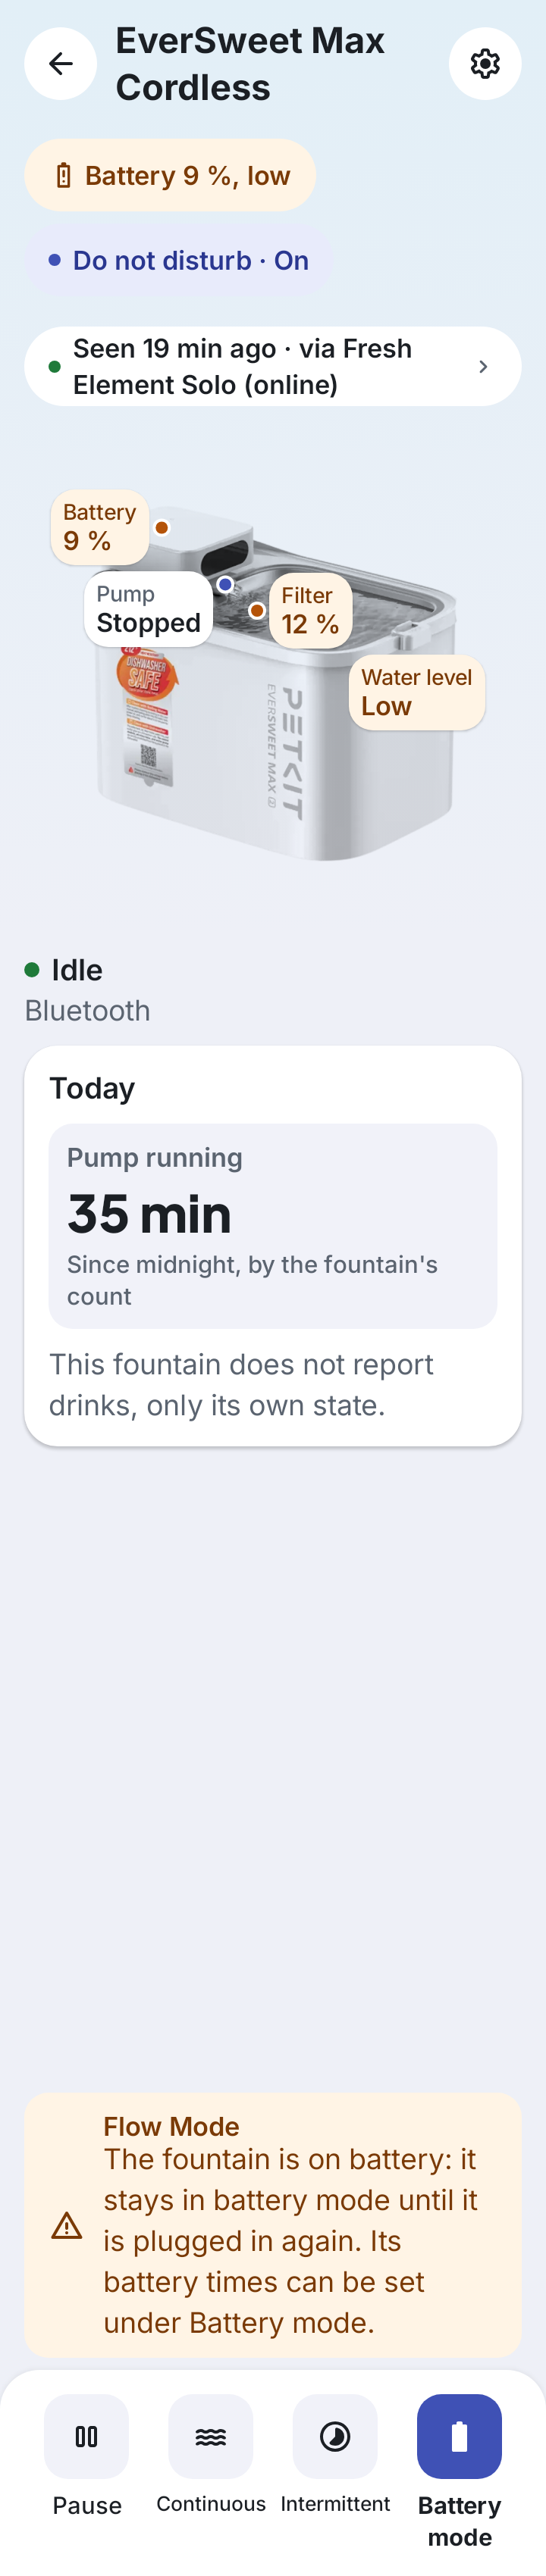 EverSweet Max
Cordless
Battery 9 %, low
Do not disturb · On
Seen 19 min ago · via Fresh
Element Solo (online)
Battery
9 %
Pump
Stopped
Filter
12 %
Water level
Low
DISHWASHER
SAFE
PETKIT
EVERSWEET MAX
Idle
Bluetooth
Today
Pump running
35 min
Since midnight, by the fountain's
count
This fountain does not report
drinks, only its own state.
Flow Mode
The fountain is on battery: it
stays in battery mode until it
is plugged in again. Its
battery times can be set
under Battery mode.
Pause
Continuous
Intermittent
Battery
mode